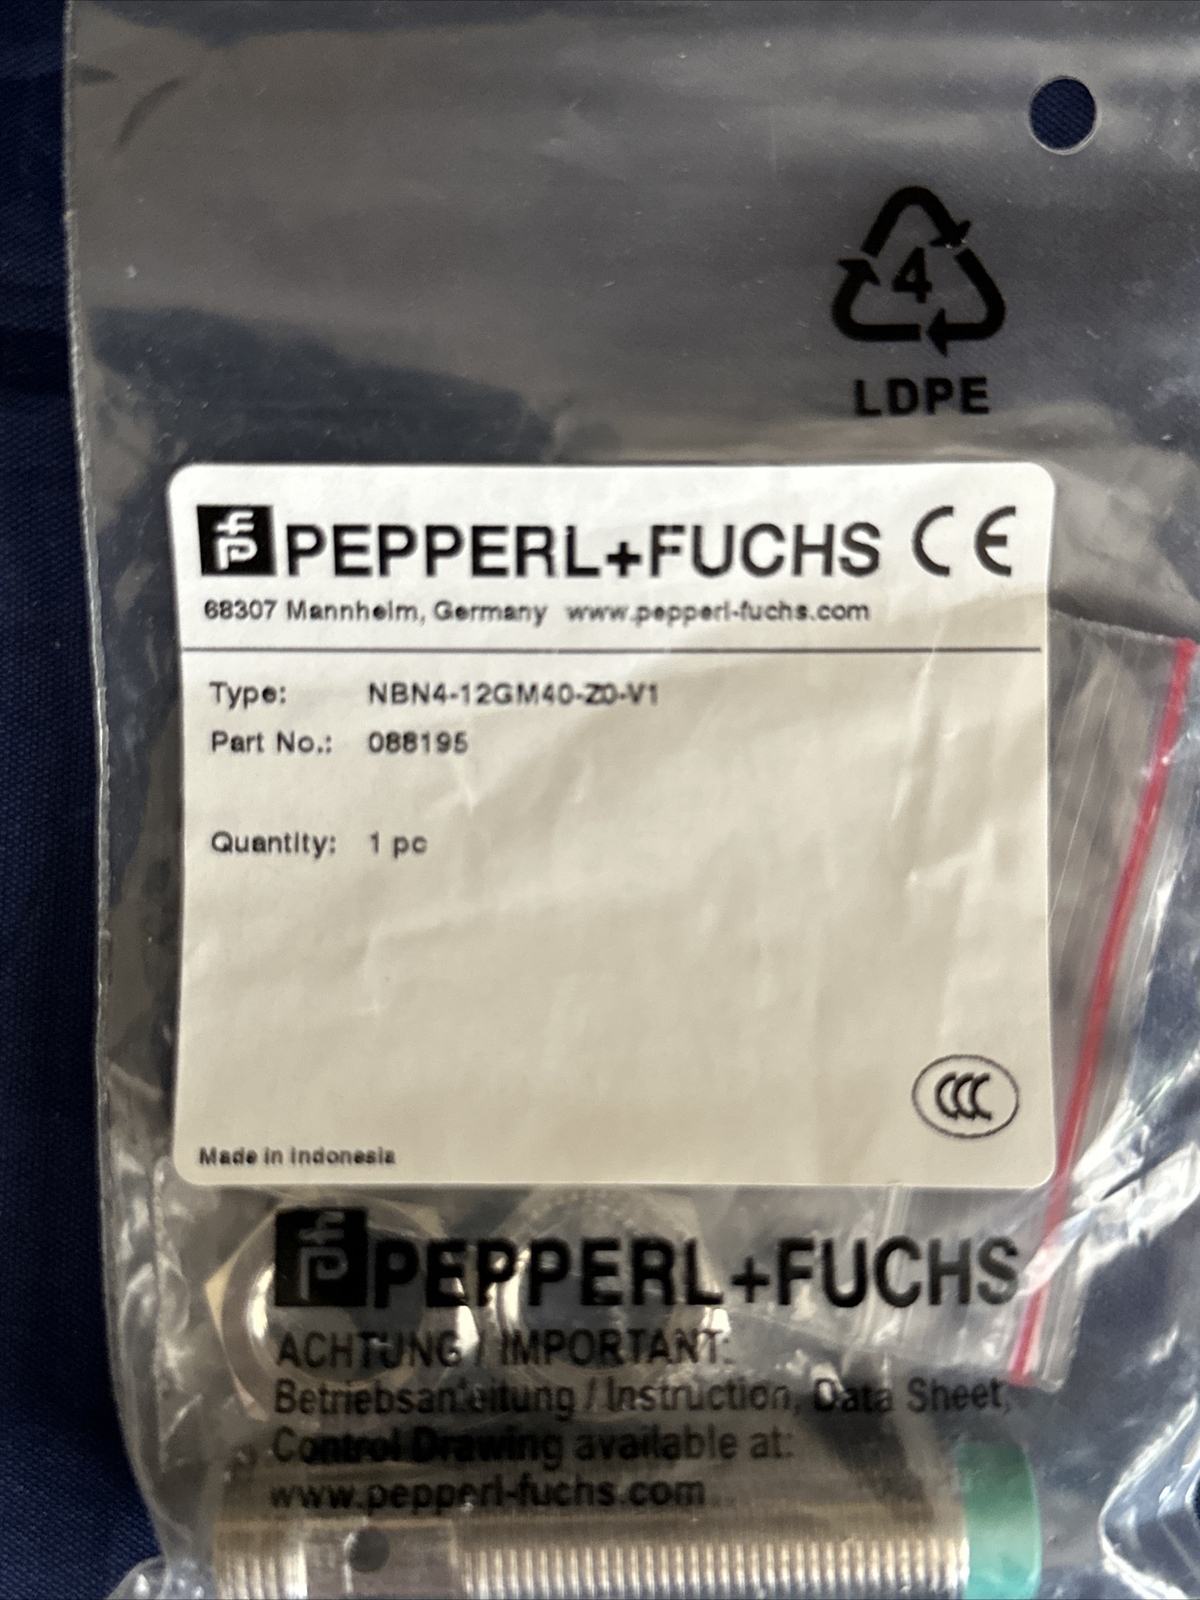 4
LDPE
PEPPERL+FUCHS CE
68307 Mannheim, Germany www.pepperl-fuchs.com
Type: NBN4-12GM40-Z0-V1
Part No.: 088195
Quantity: 1 pc
CCC
Made in Indonesia
PEPPERL+FUCHS
ACHTUNG / IMPORTANT:
Betriebsanleitung / Instruction, Data Sheet,
Control Drawing available at:
www.pepperl-fuchs.com